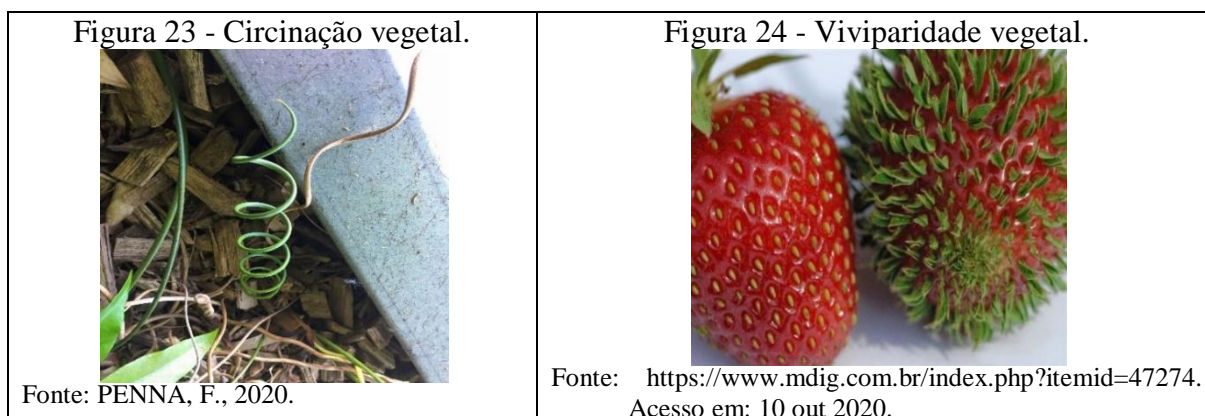 Figura 23 - Circinação vegetal.
Fonte: PENNA, F., 2020.
Figura 24 - Viviparidade vegetal.
Fonte: https://www.mdig.com.br/index.php?itemid=47274.
Acesso em: 10 out 2020.